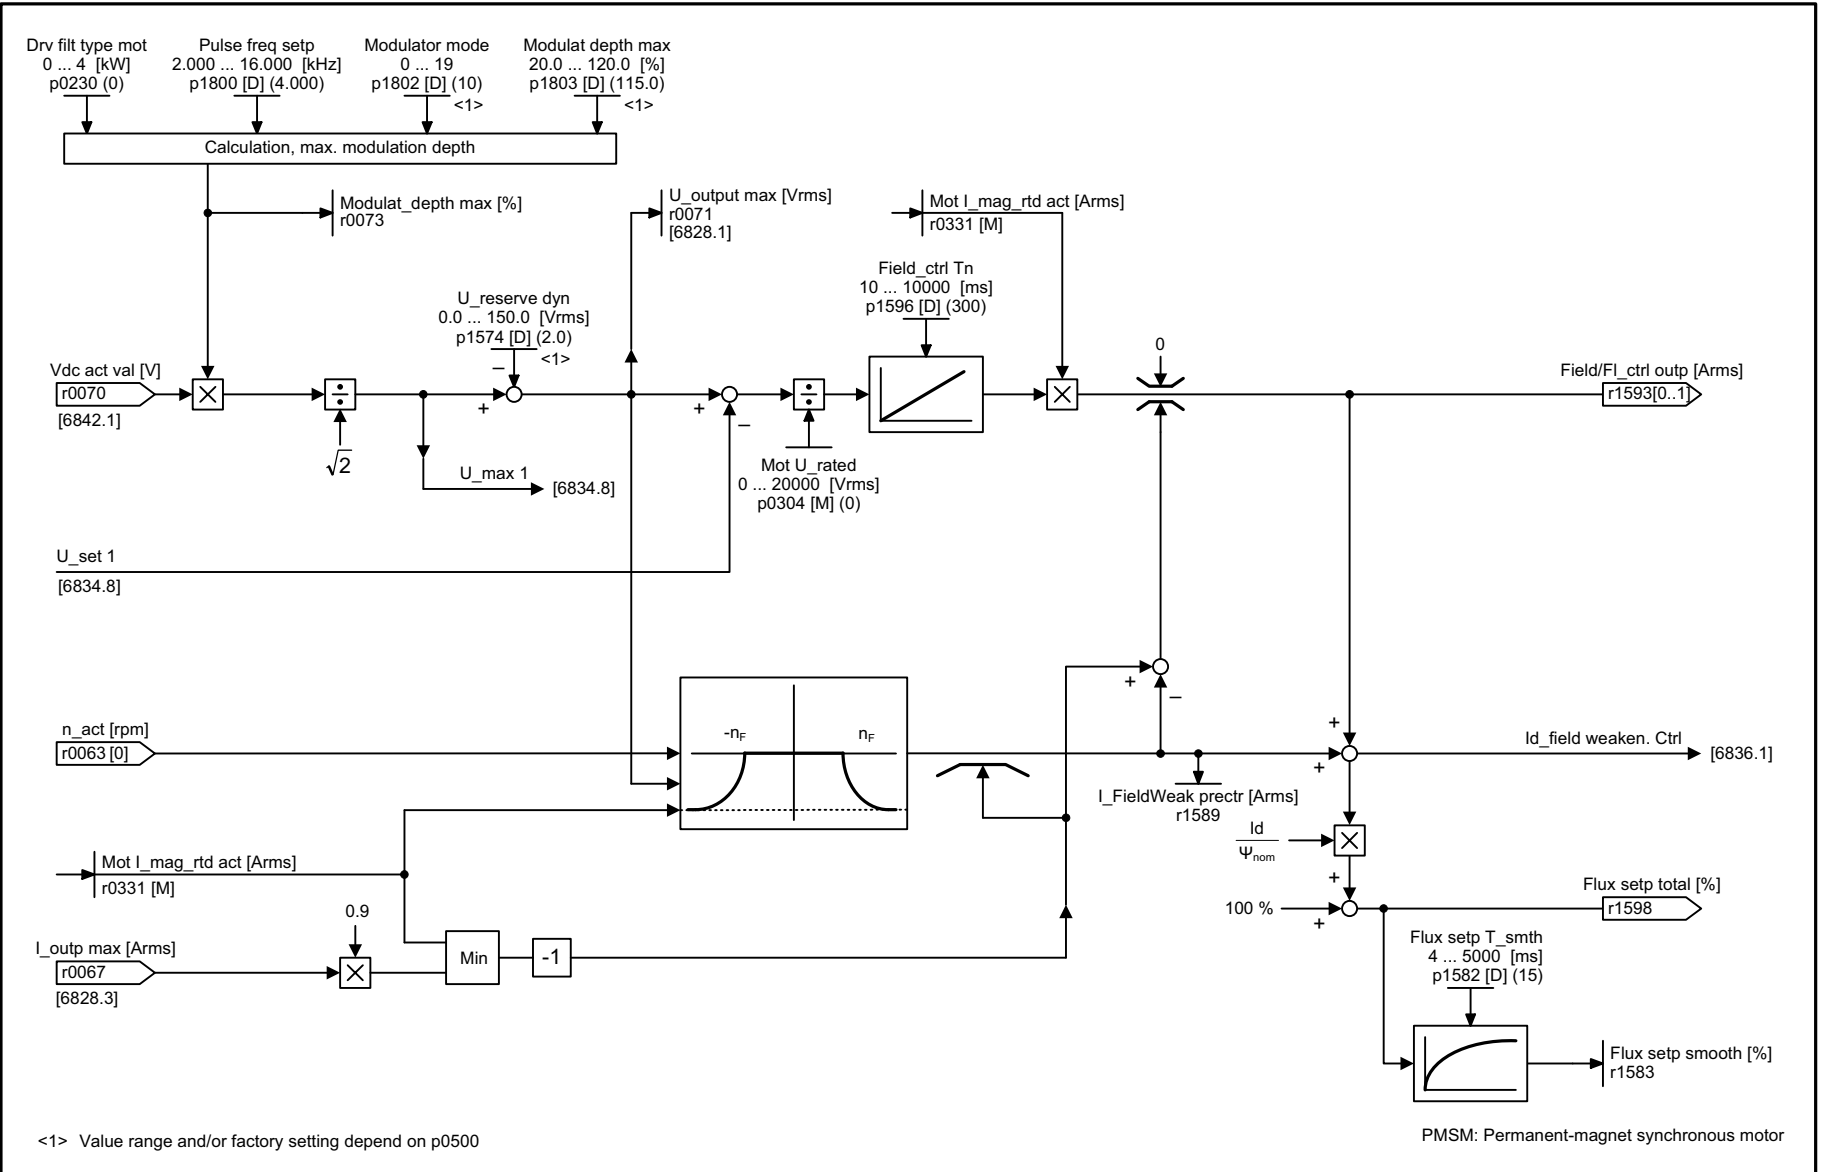 Drv filt type mot
0 ... 4 [kW]
p0230 (0)
Pulse freq setp
2.000 ... 16.000 [kHz]
p1800 [D] (4.000)
Modulator mode
0 ... 19
p1802 [D] (10)
<1>
Modulat depth max
20.0 ... 120.0 [%]
p1803 [D] (115.0)
<1>
Calculation, max. modulation depth
Modulat_depth max [%]
r0073
U_output max [Vrms]
r0071
[6828.1]
Mot I_mag_rtd act [Arms]
r0331 [M]
Field_ctrl Tn
10 ... 10000 [ms]
p1596 [D] (300)
U_reserve dyn
0.0 ... 150.0 [Vrms]
p1574 [D] (2.0)
<1>
–
0
Vdc act val [V]
r0070
[6842.1]
×
÷
√2
+
+
–
÷
×
Field/Fl_ctrl outp [Arms]
r1593[0..1]
U_max 1
[6834.8]
Mot U_rated
0 ... 20000 [Vrms]
p0304 [M] (0)
U_set 1
[6834.8]
+
–
n_act [rpm]
r0063 [0]
-nF
nF
+
+
Id_field weaken. Ctrl
[6836.1]
I_FieldWeak prectr [Arms]
r1589
Id
Ψnom
×
Mot I_mag_rtd act [Arms]
r0331 [M]
+
100 %
+
Flux setp total [%]
r1598
0.9
I_outp max [Arms]
r0067
[6828.3]
×
Min
-1
Flux setp T_smth
4 ... 5000 [ms]
p1582 [D] (15)
Flux setp smooth [%]
r1583
<1> Value range and/or factory setting depend on p0500
PMSM: Permanent-magnet synchronous motor